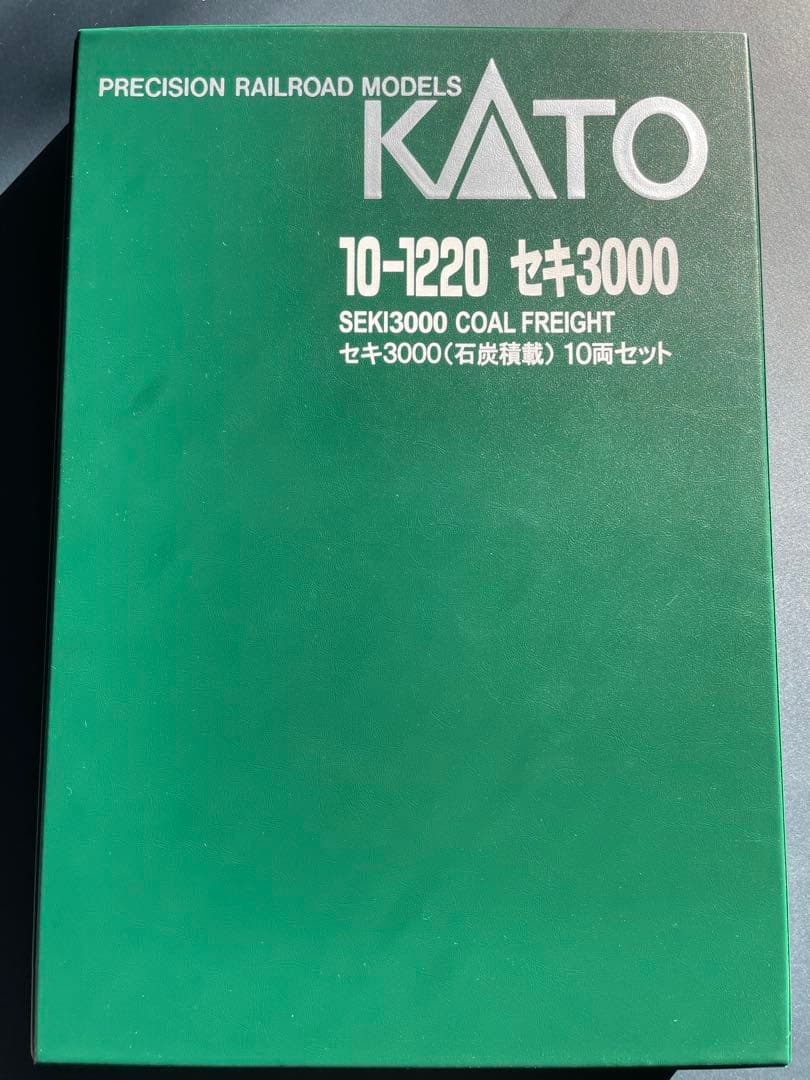 PRECISION RAILROAD MODELS
KATO
10-1220 セキ3000
SEKI3000 COAL FREIGHT
セキ3000(石炭積載) 10両セット